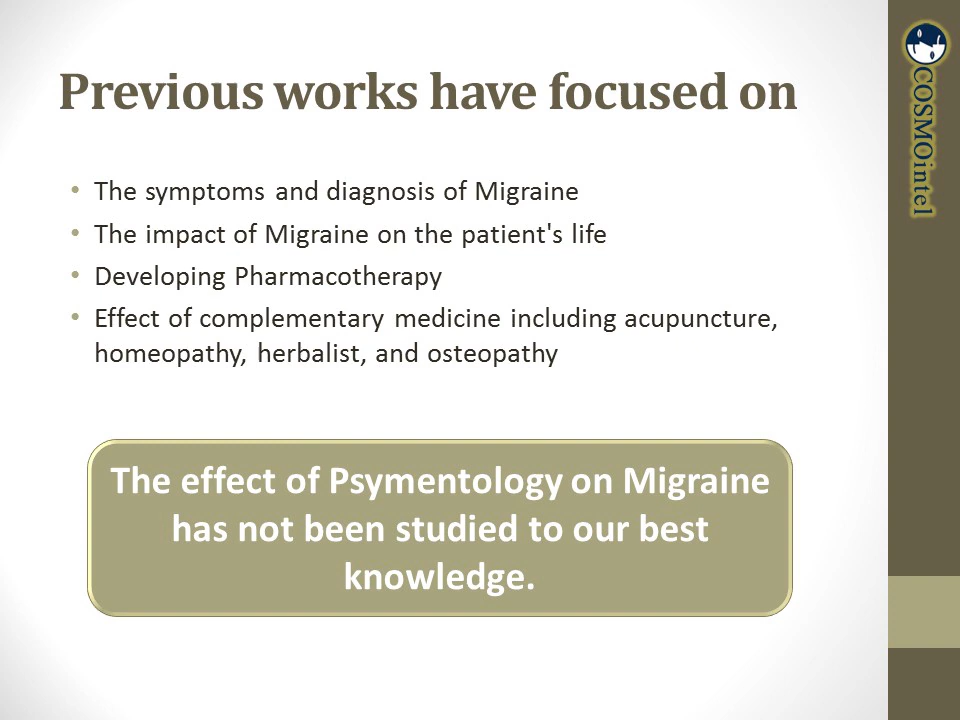 Previous works have focused on
• The symptoms and diagnosis of Migraine
• The impact of Migraine on the patient's life
• Developing Pharmacotherapy
• Effect of complementary medicine including acupuncture,
homeopathy, herbalist, and osteopathy
The effect of Psymentology on Migraine
has not been studied to our best
knowledge.
COSMOintel